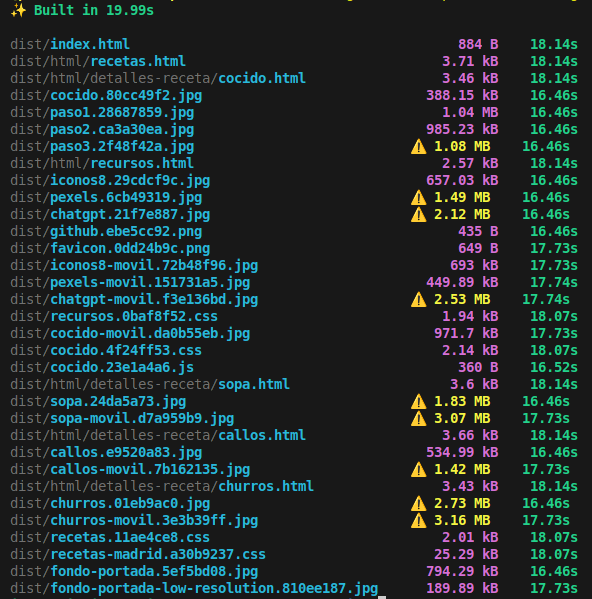 ✨ Built in 19.99s
dist/index.html 884 B 18.14s
dist/html/recetas.html 3.71 kB 18.14s
dist/html/detalles-receta/cocido.html 3.46 kB 18.14s
dist/cocido.80cc49f2.jpg 388.15 kB 16.46s
dist/paso1.28687859.jpg 1.04 MB 16.46s
dist/paso2.ca3a30ea.jpg 985.23 kB 16.46s
dist/paso3.2f48f42a.jpg ⚠️ 1.08 MB 16.46s
dist/html/recursos.html 2.57 kB 18.14s
dist/iconos8.29cdcf9c.jpg 657.03 kB 16.46s
dist/pexels.6cb49319.jpg ⚠️ 1.49 MB 16.46s
dist/chatgpt.21f7e887.jpg ⚠️ 2.12 MB 16.46s
dist/github.ebe5cc92.png 435 B 16.46s
dist/favicon.0dd24b9c.png 649 B 17.73s
dist/iconos8-movil.72b48f96.jpg 693 kB 17.73s
dist/pexels-movil.151731a5.jpg 449.89 kB 17.74s
dist/chatgpt-movil.f3e136bd.jpg ⚠️ 2.53 MB 17.74s
dist/recursos.0baf8f52.css 1.94 kB 18.07s
dist/cocido-movil.da0b55eb.jpg 971.7 kB 17.73s
dist/cocido.4f24ff53.css 2.14 kB 18.07s
dist/cocido.23e1a4a6.js 360 B 16.52s
dist/html/detalles-receta/sopa.html 3.6 kB 18.14s
dist/sopa.24da5a73.jpg ⚠️ 1.83 MB 16.46s
dist/sopa-movil.d7a959b9.jpg ⚠️ 3.07 MB 17.73s
dist/html/detalles-receta/callos.html 3.66 kB 18.14s
dist/callos.e9520a83.jpg 534.99 kB 16.46s
dist/callos-movil.7b162135.jpg ⚠️ 1.42 MB 17.73s
dist/html/detalles-receta/churros.html 3.43 kB 18.14s
dist/churros.01eb9ac0.jpg ⚠️ 2.73 MB 16.46s
dist/churros-movil.3e3b39ff.jpg ⚠️ 3.16 MB 17.73s
dist/recetas.11ae4ce8.css 2.01 kB 18.07s
dist/recetas-madrid.a30b9237.css 25.29 kB 18.07s
dist/fondo-portada.5ef5bd08.jpg 794.29 kB 16.46s
dist/fondo-portada-low-resolution.810ee187.jpg 189.89 kB 17.73s